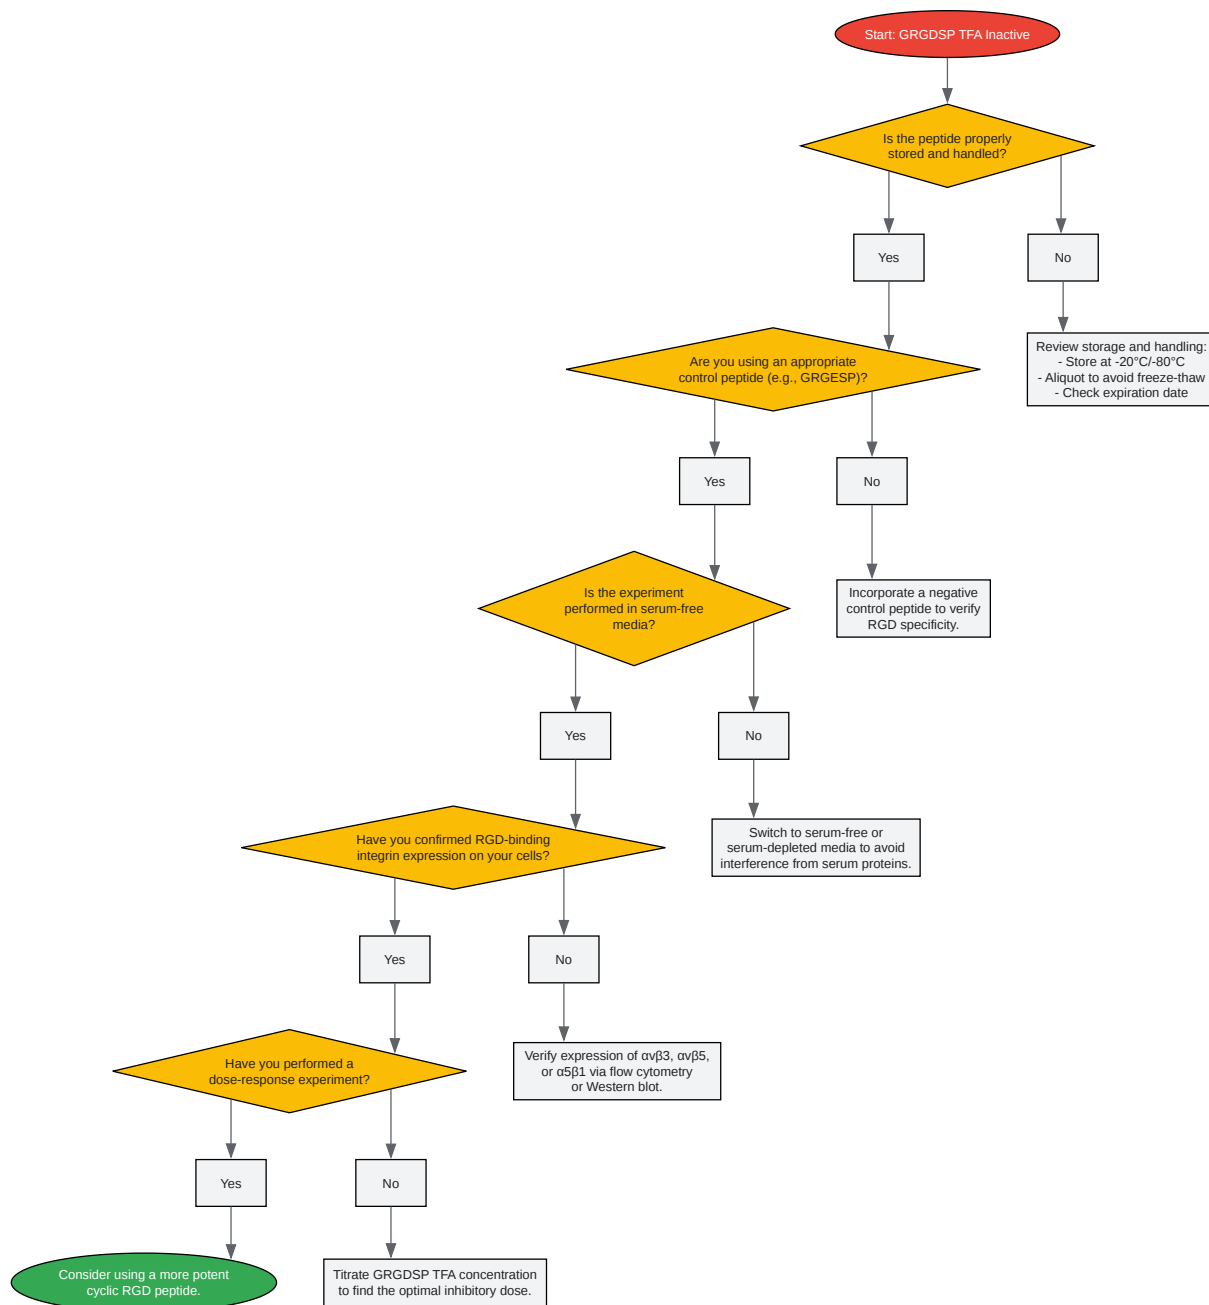 Start: GRGDSP TFA Inactive
Is the peptide properly
stored and handled?
Yes
No
Review storage and handling:
- Store at -20°C/-80°C
- Aliquot to avoid freeze-thaw
- Check expiration date
Are you using an appropriate
control peptide (e.g., GRGESP)?
Yes
No
Incorporate a negative
control peptide to verify
RGD specificity.
Is the experiment
performed in serum-free
media?
Yes
No
Switch to serum-free or
serum-depleted media to avoid
interference from serum proteins.
Have you confirmed RGD-binding
integrin expression on your cells?
Yes
No
Verify expression of αvβ3, αvβ5,
or α5β1 via flow cytometry
or Western blot.
Have you performed a
dose-response experiment?
Yes
No
Consider using a more potent
cyclic RGD peptide.
Titrate GRGDSP TFA concentration
to find the optimal inhibitory dose.